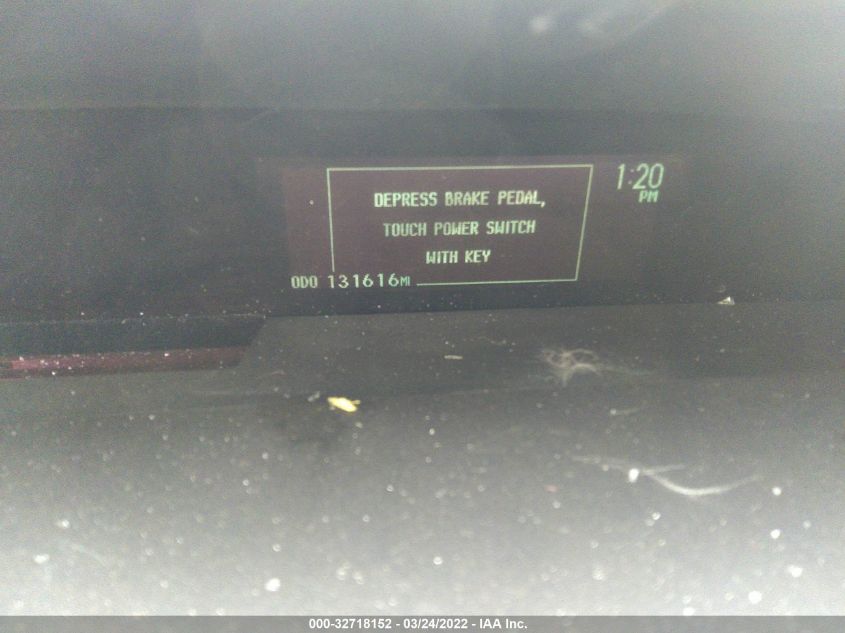 1:20
PM
DEPRESS BRAKE PEDAL,
TOUCH POWER SWITCH
WITH KEY
ODO 131616MI
000-32718152 - 03/24/2022 - IAA Inc.